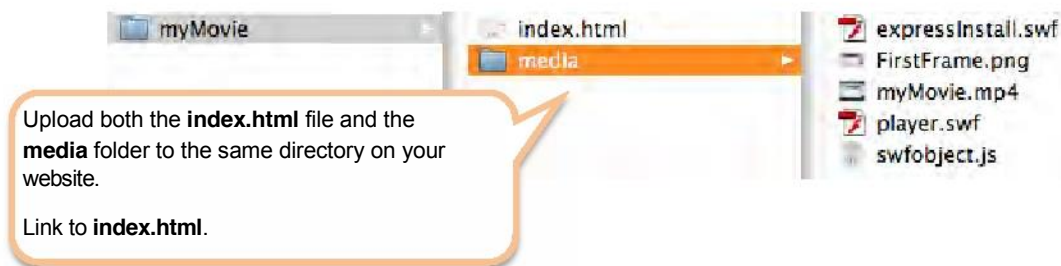 myMovie
index.html
media
expressInstall.swf
FirstFrame.png
myMovie.mp4
player.swf
swfobject.js
Upload both the index.html file and the
media folder to the same directory on your
website.
Link to index.html.